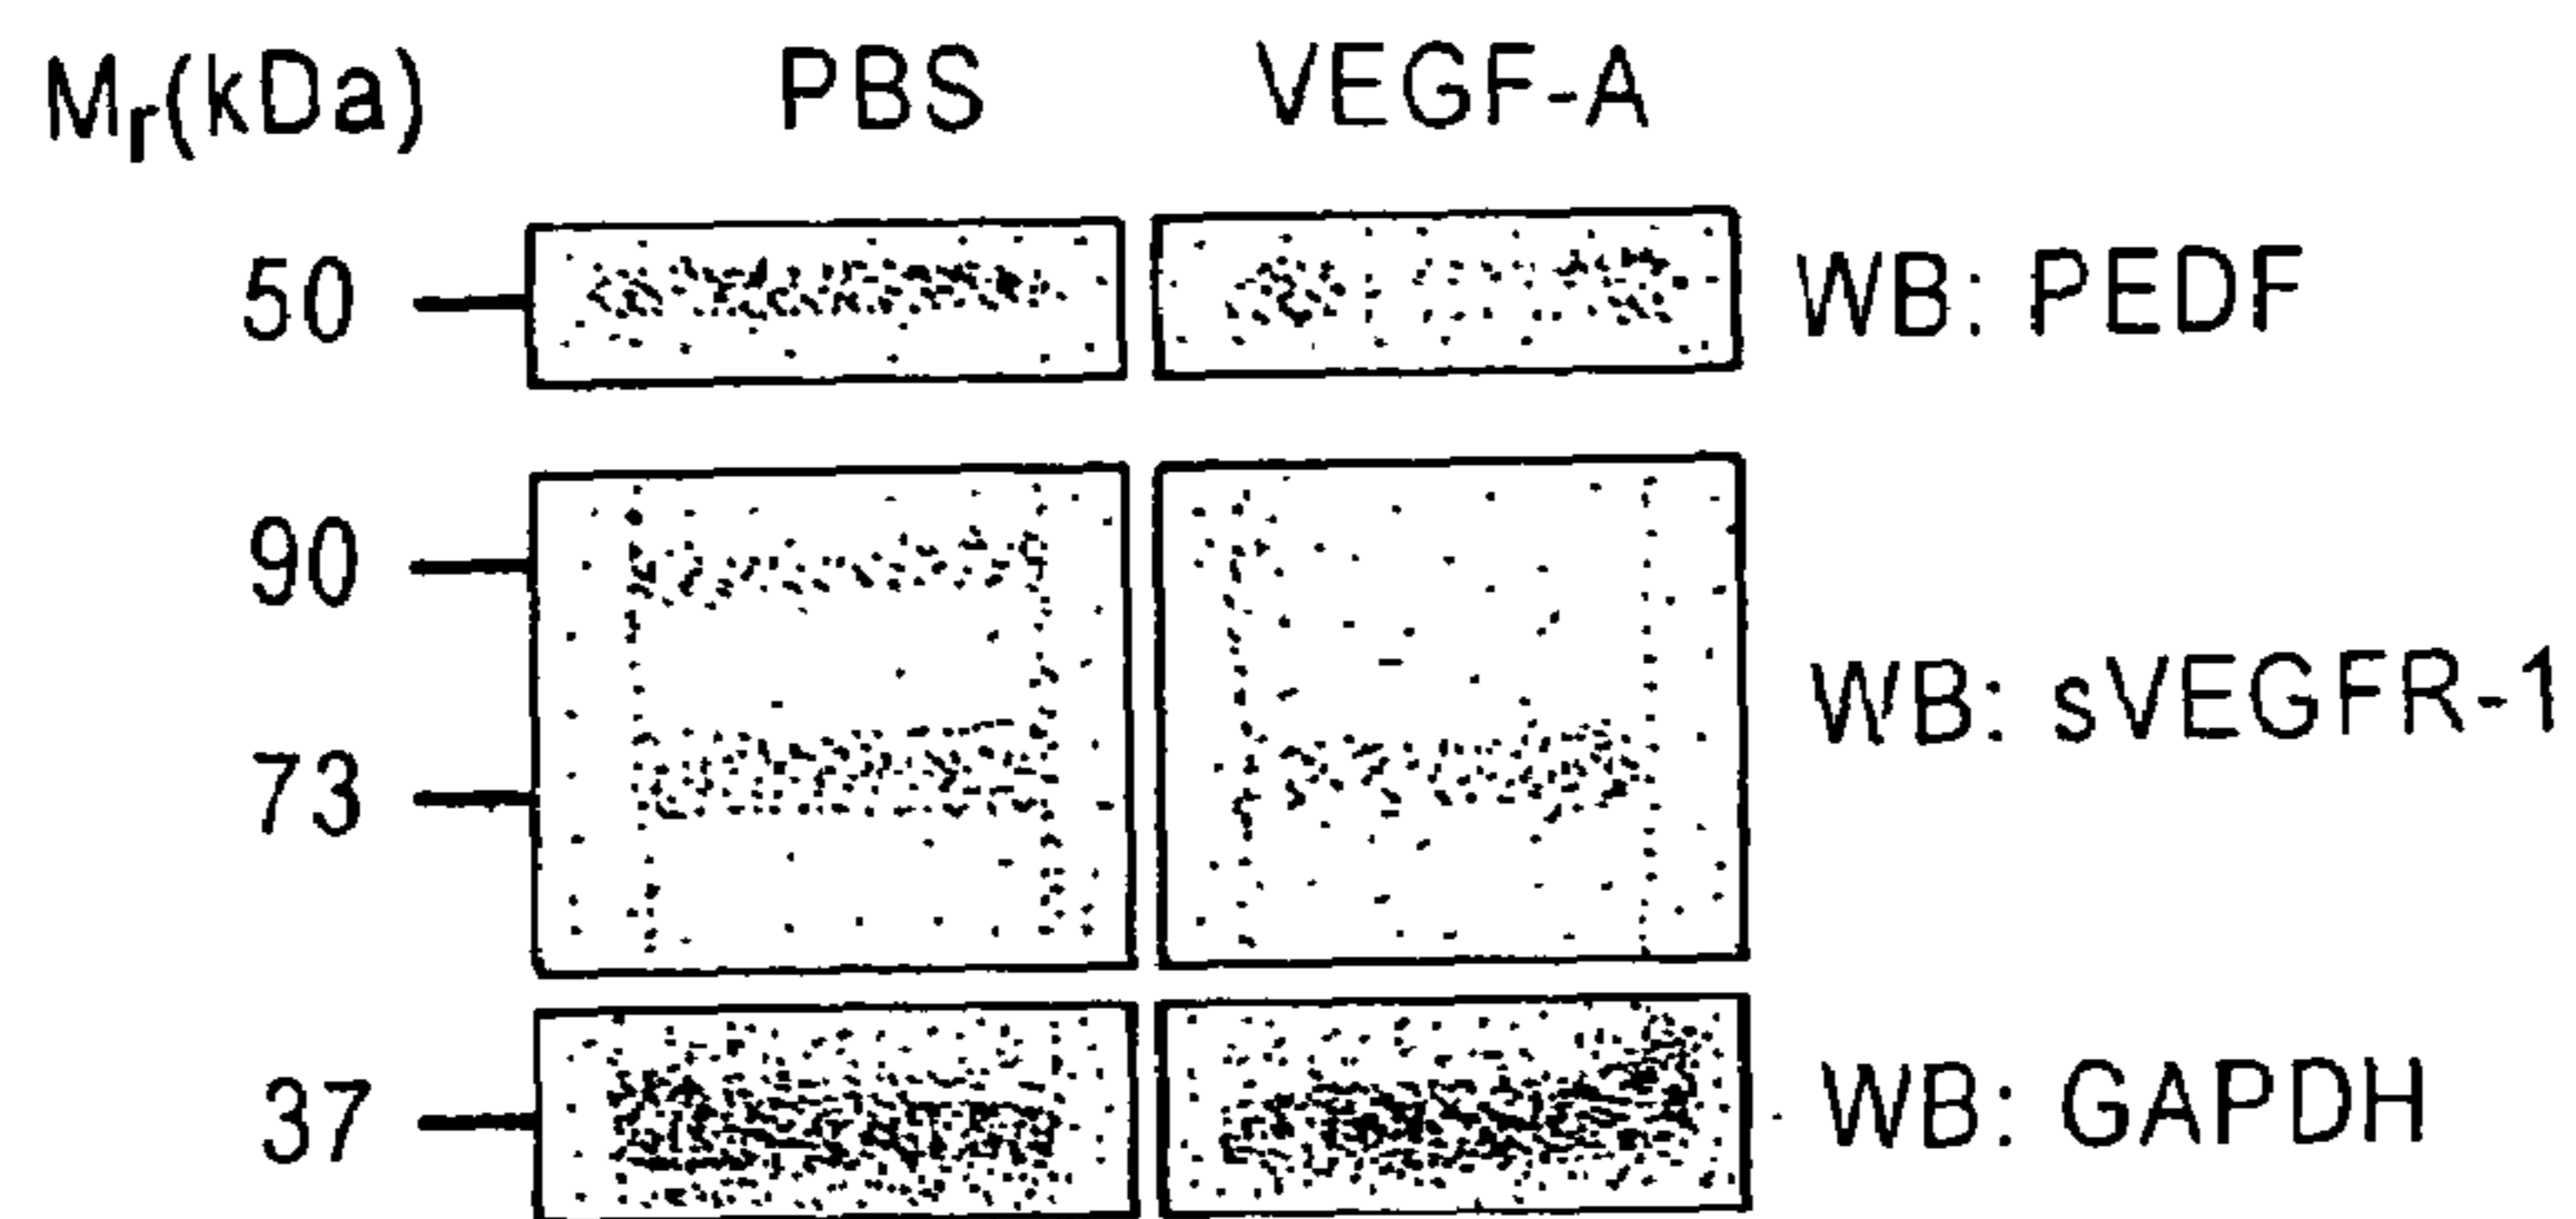 Mr(kDa) PBS VEGF-A
50 WB: PEDF
90
WB: sVEGFR-1
73
37 WB: GAPDH